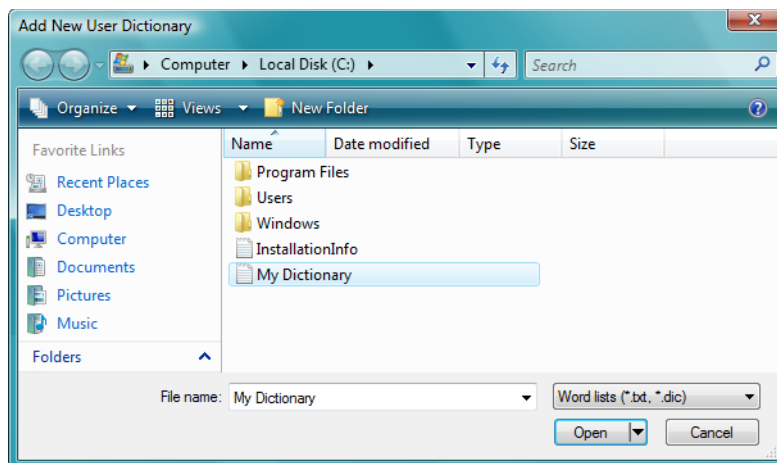 Add New User Dictionary
Computer Local Disk (C:) Search
Organize Views New Folder
Favorite Links
Recent Places
Desktop
Computer
Documents
Pictures
Music
Folders
Name Date modified Type Size
Program Files
Users
Windows
InstallationInfo
My Dictionary
File name: My Dictionary Word lists (*.txt, *.dic)
Open Cancel